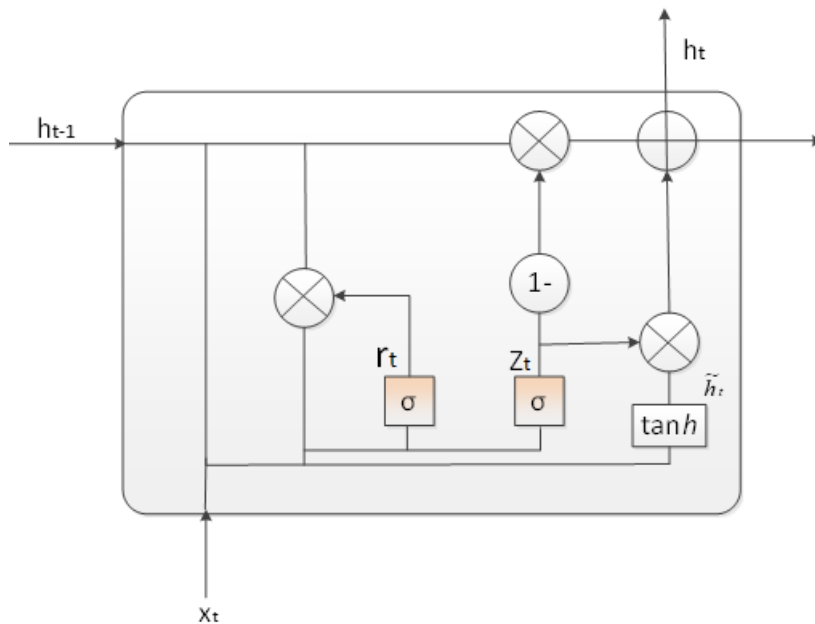 hₜ
hₜ₋₁
1-
rₜ
Zₜ
h̃ₜ
σ
σ
tanh
xₜ